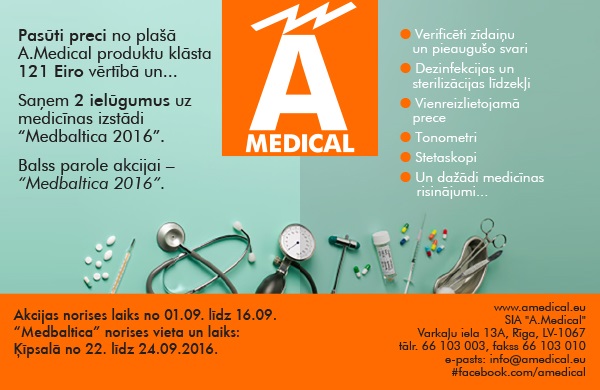 Pasūti preci no plašā
A.Medical produktu klāsta
121 Eiro vērtībā un...
Saņem 2 ielūgumus uz
medicīnas izstādi
“Medbaltica 2016”.
Balss parole akcijai –
“Medbaltica 2016”.
A
MEDICAL
Verificēti zīdaiņu
un pieaugušo svari
Dezinfekcijas un
sterilizācijas līdzekļi
Vienreizlietojamā
prece
Tonometri
Stetaskopi
Un dažādi medicīnas
risinājumi...
Akcijas norises laiks no 01.09. līdz 16.09.
“Medbaltica” norises vieta un laiks:
Ķīpsalā no 22. līdz 24.09.2016.
www.amedical.eu
SIA "A.Medical"
Varkaļu iela 13A, Rīga, LV-1067
tālr. 66 103 003, fakss 66 103 010
e-pasts: info@amedical.eu
#facebook.com/amedical